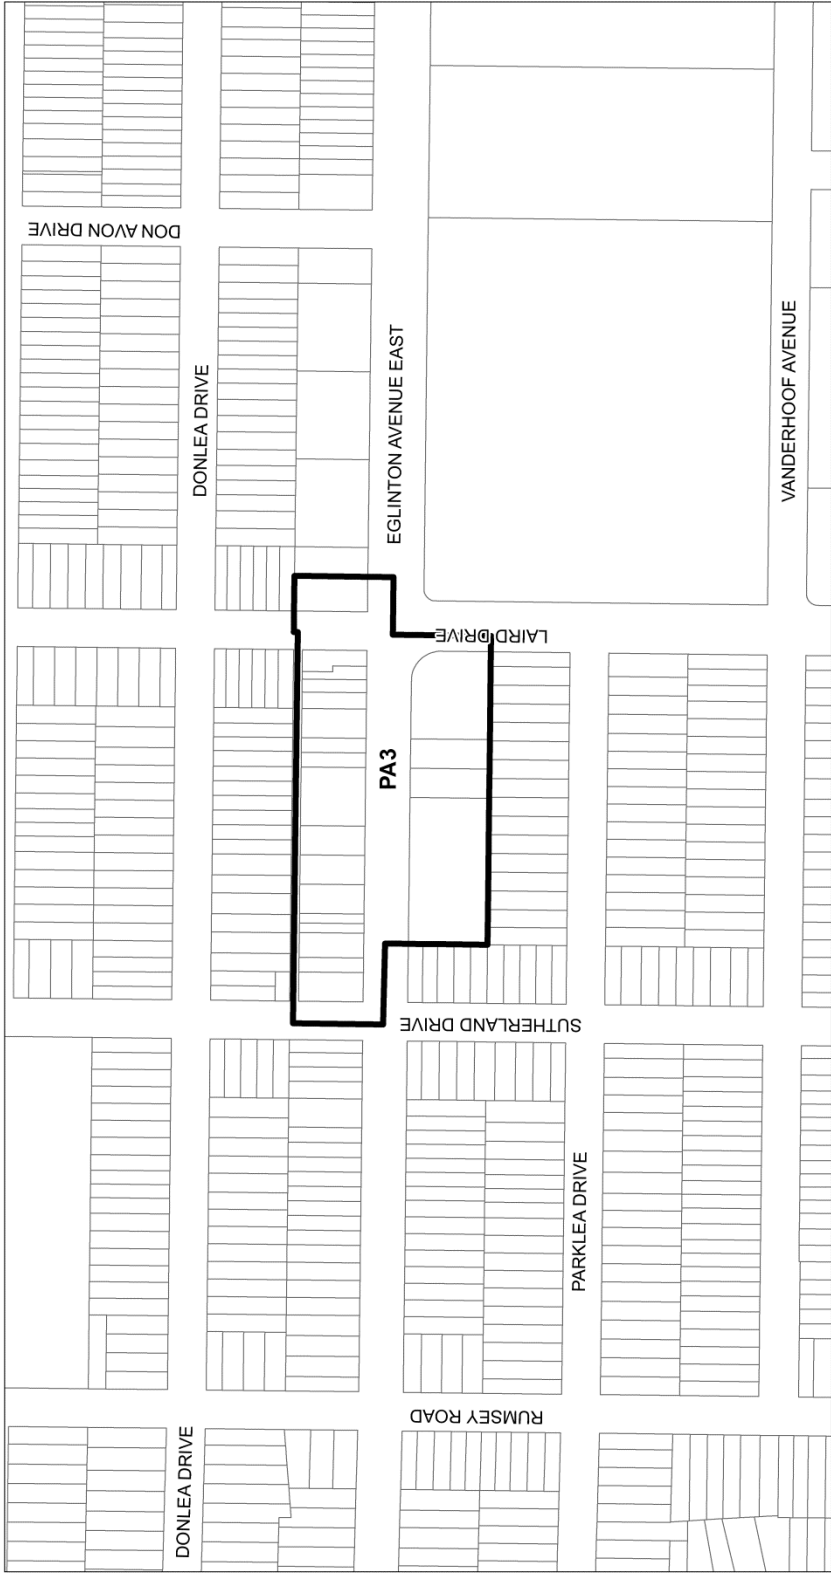 DON AVON DRIVE
DONLEA DRIVE
EGLINTON AVENUE EAST
VANDERHOOF AVENUE
LAIRD DRIVE
PA3
SUTHERLAND DRIVE
PARKLEA DRIVE
RUMSEY ROAD
DONLEA DRIVE